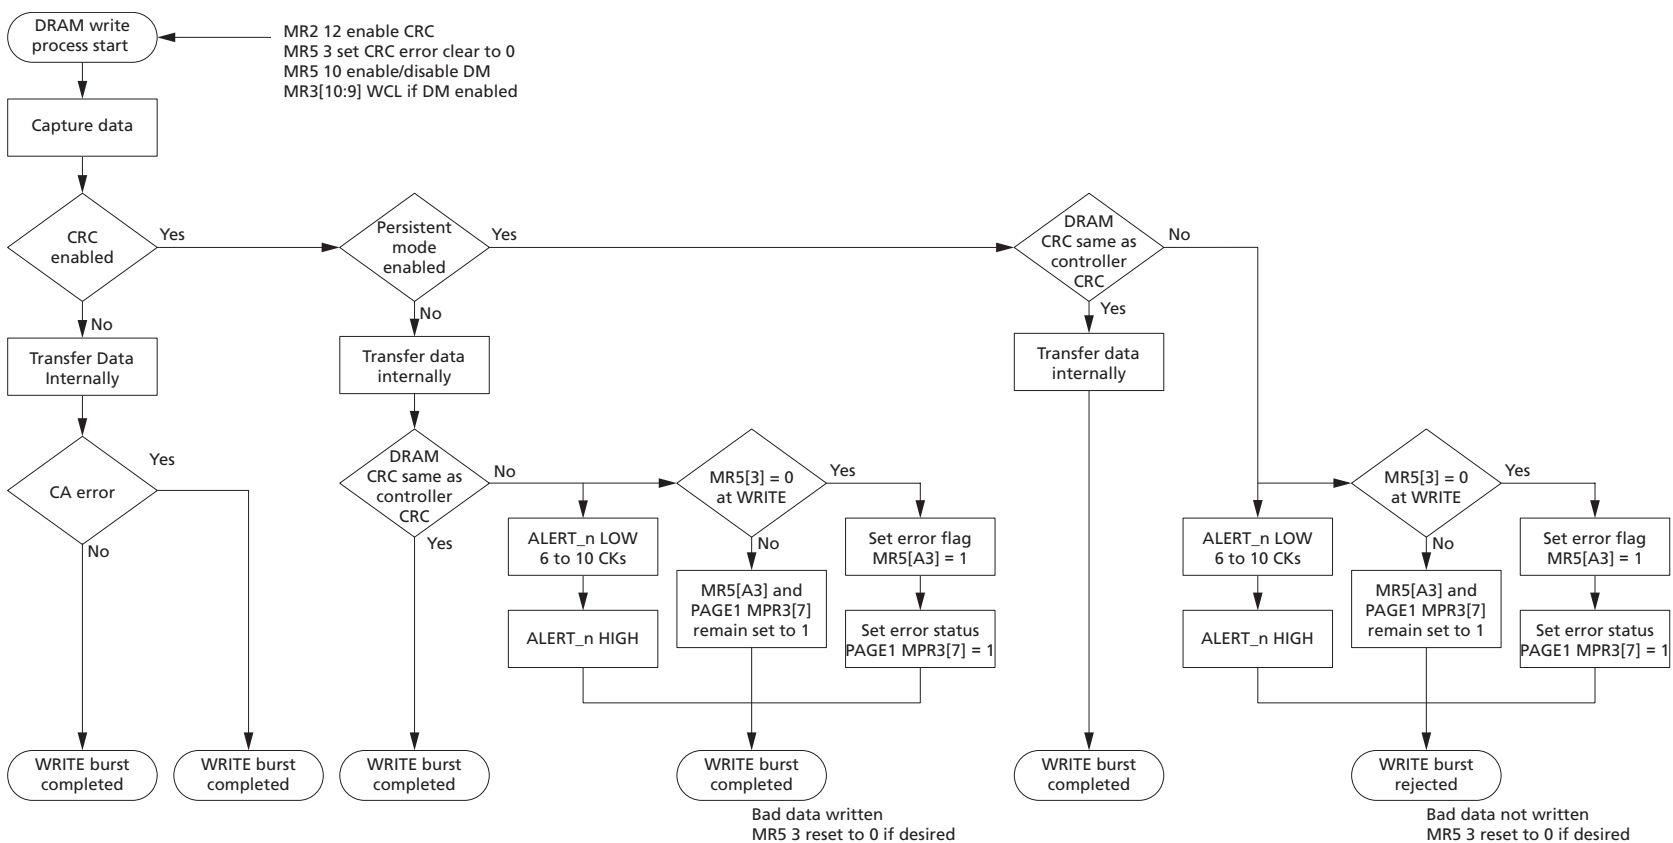 DRAM write
process start
MR2 12 enable CRC
MR5 3 set CRC error clear to 0
MR5 10 enable/disable DM
MR3[10:9] WCL if DM enabled
Capture data
CRC
enabled
Yes
No
Persistent
mode
enabled
Yes
No
DRAM
CRC same as
controller
CRC
No
Yes
Transfer Data
Internally
Transfer data
internally
Transfer data
internally
CA error
Yes
No
DRAM
CRC same as
controller
CRC
No
Yes
MR5[3] = 0
at WRITE
Yes
No
MR5[3] = 0
at WRITE
Yes
No
ALERT_n LOW
6 to 10 CKs
Set error flag
MR5[A3] = 1
ALERT_n LOW
6 to 10 CKs
Set error flag
MR5[A3] = 1
ALERT_n HIGH
MR5[A3] and
PAGE1 MPR3[7]
remain set to 1
Set error status
PAGE1 MPR3[7] = 1
ALERT_n HIGH
MR5[A3] and
PAGE1 MPR3[7]
remain set to 1
Set error status
PAGE1 MPR3[7] = 1
WRITE burst
completed
WRITE burst
completed
WRITE burst
completed
WRITE burst
completed
WRITE burst
completed
WRITE burst
rejected
Bad data written
MR5 3 reset to 0 if desired
Bad data not written
MR5 3 reset to 0 if desired